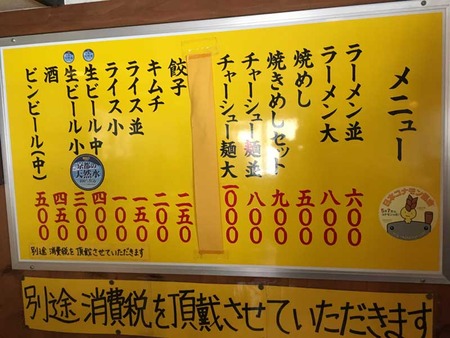 メニュー
ラーメン並 六〇〇
ラーメン大 八〇〇
焼めし 五〇〇
焼きめしセット 九〇〇
チャーシュー麺並 八〇〇
チャーシュー麺大 一〇〇〇
餃子 二五〇
キムチ 二〇〇
ライス並 一五〇
ライス小 一〇〇
生ビール中 四〇〇
生ビール小 三〇〇
酒 四五〇
ビンビール(中) 五〇〇
京都の
天然水
別途消費税を頂戴させていただきます
別途消費税を頂戴させていただきます